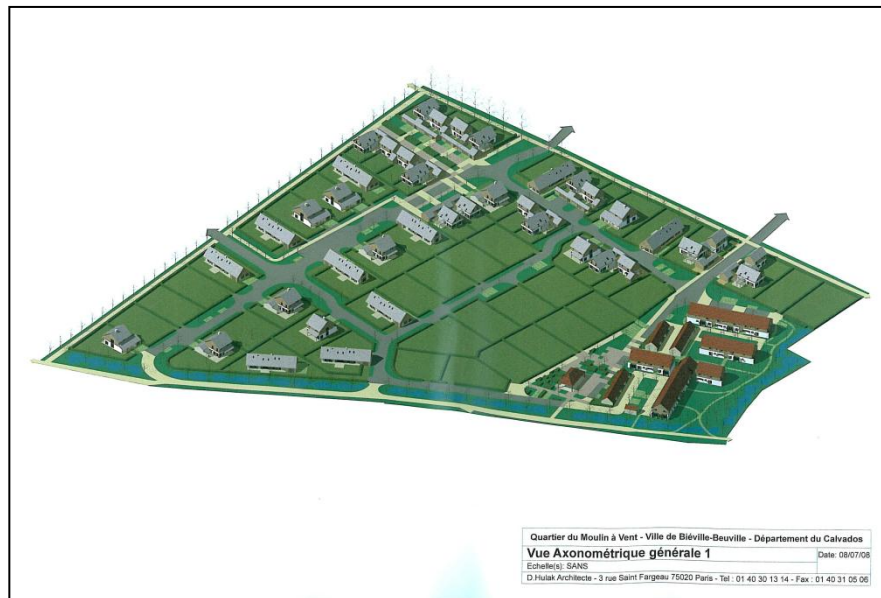 Quartier du Moulin à Vent - Ville de Biéville-Beuville - Département du Calvados
Vue Axonométrique générale 1
Date: 08/07/08
Echelle(s): SANS
D.Hulak Architecte - 3 rue Saint Fargeau 75020 Paris - Tel : 01 40 30 13 14 - Fax : 01 40 31 05 06